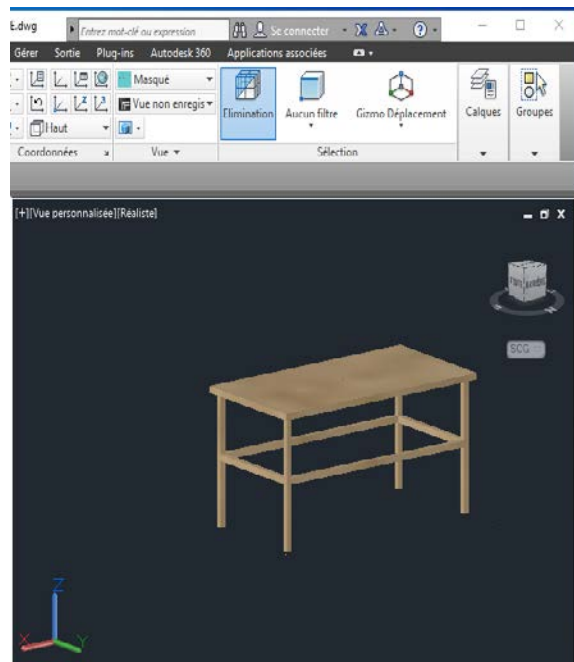 E.dwg Entrez mot-clé ou expression Se connecter
Gérer Sortie Plug-ins Autodesk 360 Applications associées
Masqué
Vue non enregis
Haut
Elimination Aucun filtre Gizmo Déplacement Calques Groupes
Coordonnées Vue Sélection
[+][Vue personnalisée][Réaliste]
SCG
Z
X Y